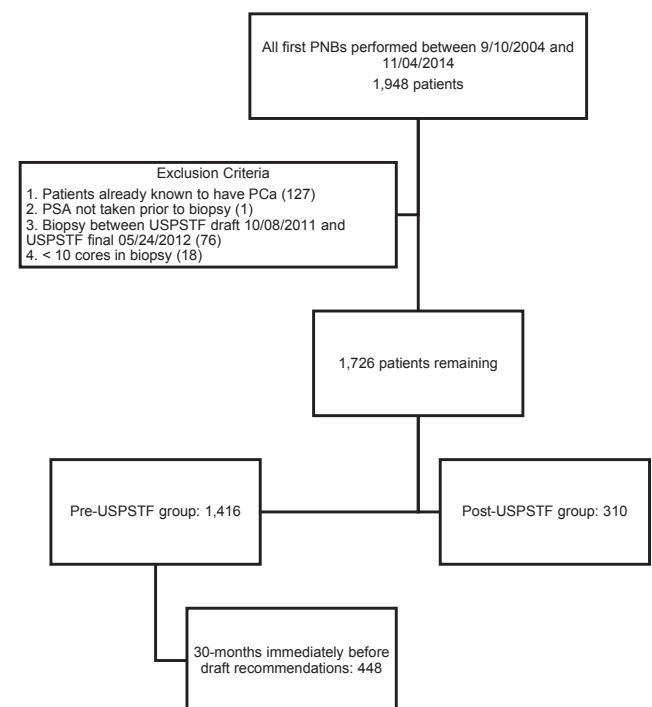 All first PNBs performed between 9/10/2004 and
11/04/2014
1,948 patients
Exclusion Criteria
1. Patients already known to have PCa (127)
2. PSA not taken prior to biopsy (1)
3. Biopsy between USPSTF draft 10/08/2011 and
USPSTF final 05/24/2012 (76)
4. < 10 cores in biopsy (18)
1,726 patients remaining
Pre-USPSTF group: 1,416
Post-USPSTF group: 310
30-months immediately before
draft recommendations: 448